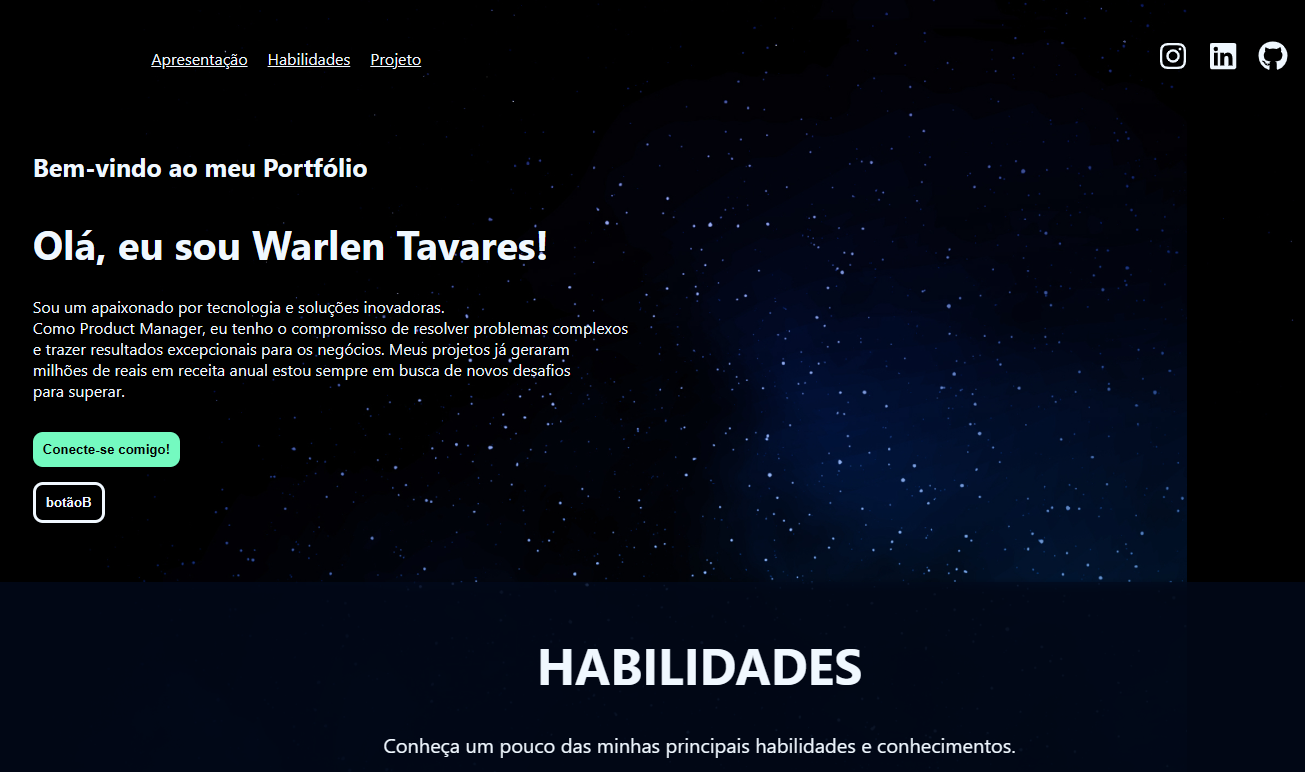 Apresentação Habilidades Projeto
Bem-vindo ao meu Portfólio
Olá, eu sou Warlen Tavares!
Sou um apaixonado por tecnologia e soluções inovadoras.
Como Product Manager, eu tenho o compromisso de resolver problemas complexos
e trazer resultados excepcionais para os negócios. Meus projetos já geraram
milhões de reais em receita anual estou sempre em busca de novos desafios
para superar.
Conecte-se comigo!
botãoB
HABILIDADES
Conheça um pouco das minhas principais habilidades e conhecimentos.